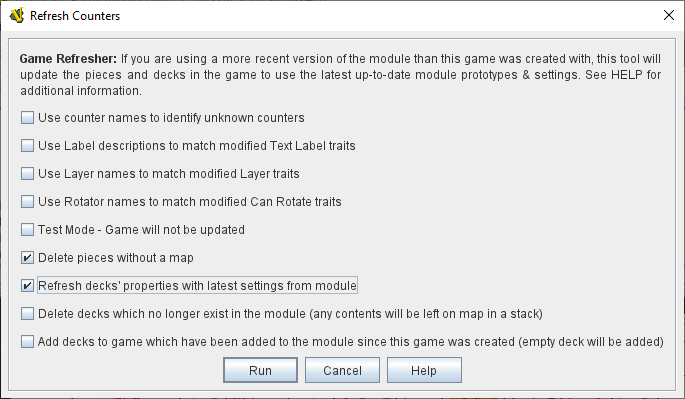 Refresh Counters
Game Refresher: If you are using a more recent version of the module than this game was created with, this tool will
update the pieces and decks in the game to use the latest up-to-date module prototypes & settings. See HELP for
additional information.
Use counter names to identify unknown counters
Use Label descriptions to match modified Text Label traits
Use Layer names to match modified Layer traits
Use Rotator names to match modified Can Rotate traits
Test Mode - Game will not be updated
Delete pieces without a map
Refresh decks' properties with latest settings from module
Delete decks which no longer exist in the module (any contents will be left on map in a stack)
Add decks to game which have been added to the module since this game was created (empty deck will be added)
Run Cancel Help